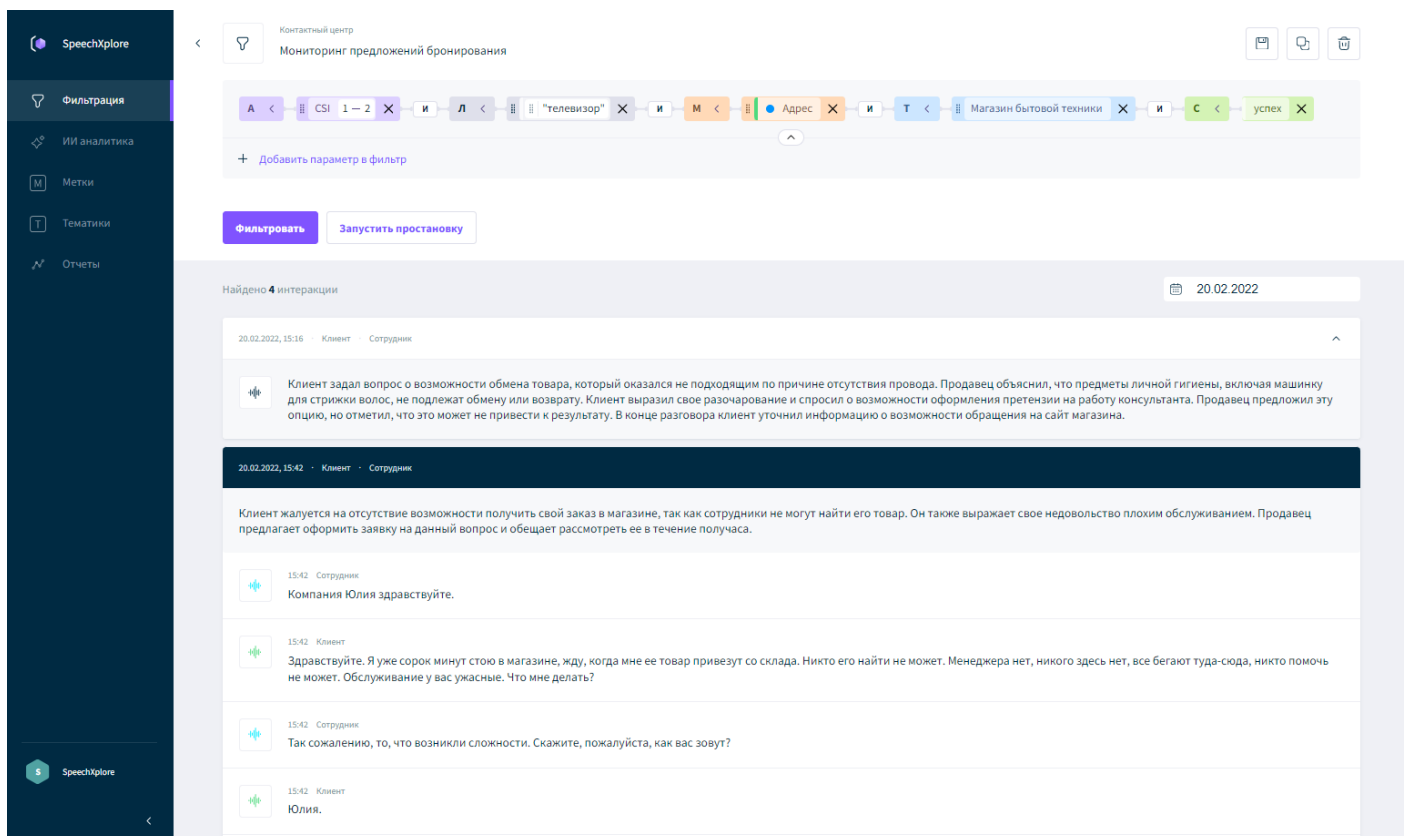 SpeechXplore
Фильтрация
ИИ аналитика
М Метки
Т Тематики
Отчеты
S SpeechXplore
Контактный центр
Мониторинг предложений бронирования
А CSI 1 — 2 и Л "телевизор" и М Адрес и Т Магазин бытовой техники и С успех
Добавить параметр в фильтр
Фильтровать Запустить простановку
Найдено 4 интеракции 20.02.2022
20.02.2022, 15:16 · Клиент · Сотрудник
Клиент задал вопрос о возможности обмена товара, который оказался не подходящим по причине отсутствия провода. Продавец объяснил, что предметы личной гигиены, включая машинку
для стрижки волос, не подлежат обмену или возврату. Клиент выразил свое разочарование и спросил о возможности оформления претензии на работу консультанта. Продавец предложил эту
опцию, но отметил, что это может не привести к результату. В конце разговора клиент уточнил информацию о возможности обращения на сайт магазина.
20.02.2022, 15:42 · Клиент · Сотрудник
Клиент жалуется на отсутствие возможности получить свой заказ в магазине, так как сотрудники не могут найти его товар. Он также выражает свое недовольство плохим обслуживанием. Продавец
предлагает оформить заявку на данный вопрос и обещает рассмотреть ее в течение получаса.
15:42 Сотрудник
Компания Юлия здравствуйте.
15:42 Клиент
Здравствуйте. Я уже сорок минут стою в магазине, жду, когда мне ее товар привезут со склада. Никто его найти не может. Менеджера нет, никого здесь нет, все бегают туда-сюда, никто помочь
не может. Обслуживание у вас ужасные. Что мне делать?
15:42 Сотрудник
Так сожалению, то, что возникли сложности. Скажите, пожалуйста, как вас зовут?
15:42 Клиент
Юлия.